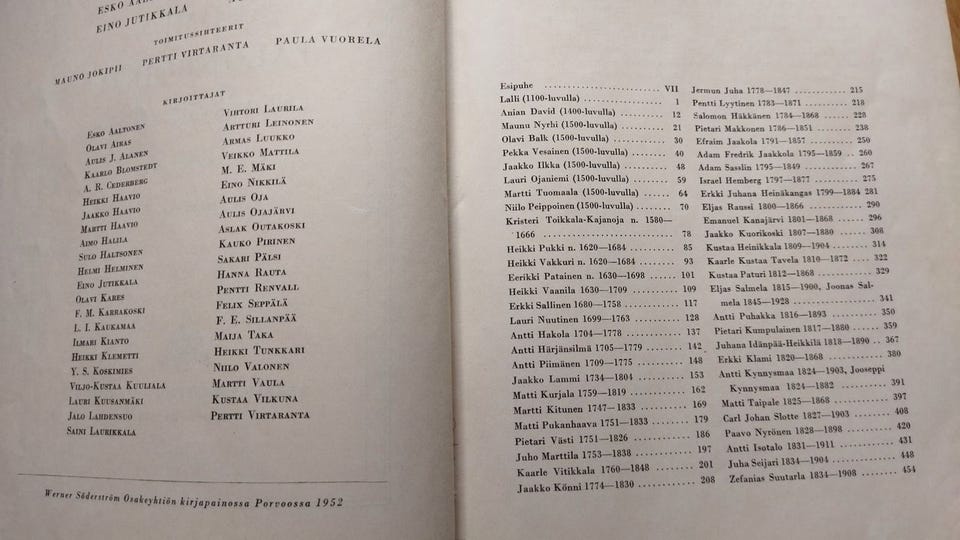 ESKO
EINO JUTIKKALA
TOIMITUSSIHTEERIT
MAUNO JOKIPII PERTTI VIRTARANTA PAULA VUORELA
KIRJOITTAJAT
ESKO AALTONEN
OLAVI AIRAS
AULIS J. ALANEN
KAARLO BLOMSTEDT
A. R. CEDERBERG
HEIKKI HAAVIO
JAAKKO HAAVIO
MARTTI HAAVIO
AIMO HALILA
SULO HALTSONEN
HELMI HELMINEN
EINO JUTIKKALA
OLAVI KARES
F. M. KARRAKOSKI
L. I. KAUKAMAA
ILMARI KIANTO
HEIKKI KLEMETTI
Y. S. KOSKIMIES
VILJO-KUSTAA KUULIALA
LAURI KUUSANMÄKI
JALO LAHDENSUO
SAINI LAURIKKALA
VIHTORI LAURILA
ARTTURI LEINONEN
ARMAS LUUKKO
VEIKKO MATTILA
M. E. MÄKI
EINO NIKKILÄ
AULIS OJA
AULIS OJAJÄRVI
ASLAK OUTAKOSKI
KAUKO PIRINEN
SAKARI PÄLSI
HANNA RAUTA
PENTTI RENVALL
FELIX SEPPÄLÄ
F. E. SILLANPÄÄ
MAIJA TAKA
HEIKKI TUNKKARI
NIILO VALONEN
MARTTI VAULA
KUSTAA VILKUNA
PERTTI VIRTARANTA
Werner Söderström Osakeyhtiön kirjapainossa Porvoossa 1952
Esipuhe ........................ VII
Lalli (1100-luvulla) ................ 1
Anian David (1400-luvulla) ........ 12
Maunu Nyrhi (1500-luvulla) ........ 21
Olavi Balk (1500-luvulla) .......... 30
Pekka Vesainen (1500-luvulla) ...... 40
Jaakko Ilkka (1500-luvulla) ........ 48
Lauri Ojaniemi (1500-luvulla) ...... 59
Martti Tuomaala (1500-luvulla) .... 64
Niilo Peippoinen (1500-luvulla) .... 70
Kristeri Toikkala-Kajanoja n. 1580—
1666 ........................ 78
Heikki Pukki n. 1620—1684 ........ 85
Heikki Vakkuri n. 1620—1684 ...... 93
Eerikki Patainen n. 1630—1698 ...... 101
Heikki Vaanila 1630—1709 ........ 109
Erkki Sallinen 1680—1758 ........ 117
Lauri Nuutinen 1699—1763 ........ 128
Antti Hakola 1704—1778 .......... 137
Antti Härjänsilmä 1705—1779 ...... 142
Antti Piimänen 1709—1775 ........ 148
Jaakko Lammi 1734—1804 ........ 153
Matti Kurjala 1759—1819 .......... 162
Martti Kitunen 1747—1833 ........ 169
Matti Pukanhaava 1751—1833 ...... 179
Pietari Västi 1751—1826 .......... 186
Juho Marttila 1753—1838 .......... 197
Kaarle Vitikkala 1760—1848 ........ 201
Jaakko Könni 1774—1830 .......... 208
Jermun Juha 1778—1847 .......... 215
Pentti Lyytinen 1783—1871 ........ 218
Salomon Häkkänen 1784—1868 ...... 228
Pietari Makkonen 1786—1851 ...... 238
Efraim Jaakola 1791—1857 ........ 250
Adam Fredrik Jaakkola 1795—1859 .. 260
Adam Sasslin 1795—1849 .......... 267
Israel Hemberg 1797—1877 ........ 275
Erkki Juhana Heinäkangas 1799—1884 281
Eljas Raussi 1800—1866 .......... 290
Emanuel Kanajärvi 1801—1868 ...... 296
Jaakko Kuorikoski 1807—1880 ...... 308
Kustaa Heinikkala 1809—1904 ...... 314
Kaarle Kustaa Tavela 1810—1872 .... 322
Kustaa Paturi 1812—1868 .......... 329
Eljas Salmela 1815—1900, Joonas Sal-
mela 1845—1928 ................ 341
Antti Puhakka 1816—1893 ........ 350
Pietari Kumpulainen 1817—1880 .... 359
Juhana Idänpää-Heikkilä 1818—1890 .. 367
Erkki Klami 1820—1868 .......... 380
Antti Kynnysmaa 1824—1903, Jooseppi
Kynnysmaa 1824—1882 .......... 391
Matti Taipale 1825—1868 .......... 397
Carl Johan Slotte 1827—1903 ...... 408
Paavo Nyrönen 1828—1898 ........ 420
Antti Isotalo 1831—1911 .......... 431
Juha Seijari 1834—1904 .......... 448
Zefanias Suutarla 1834—1908 ...... 454